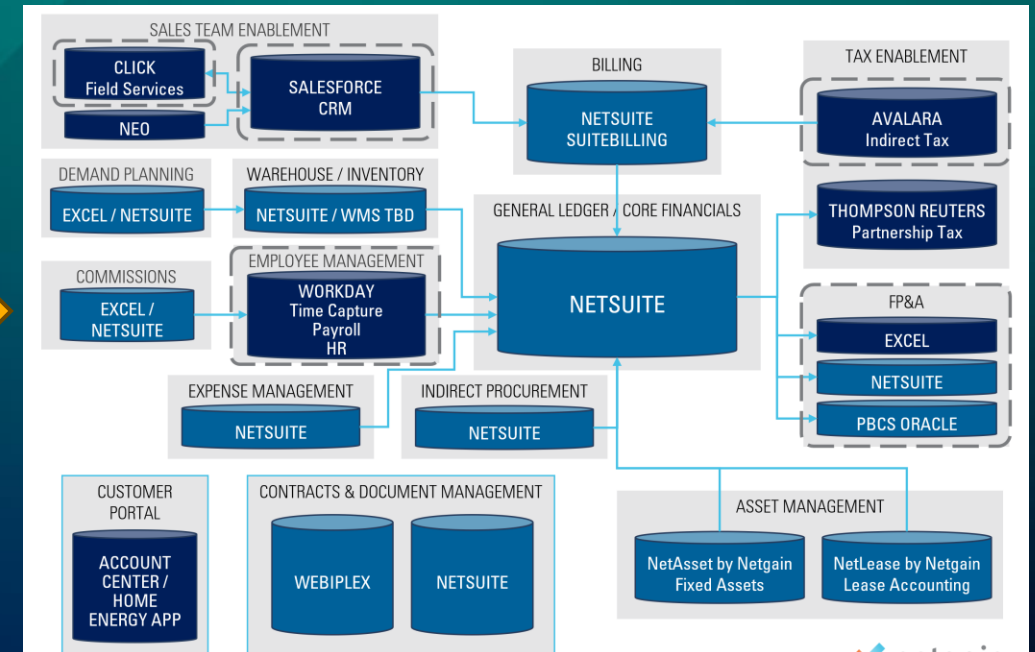 SALES TEAM ENABLEMENT
CLICK
Field Services
NEO
SALESFORCE
CRM
BILLING
NETSUITE
SUITEBILLING
TAX ENABLEMENT
AVALARA
Indirect Tax
THOMPSON REUTERS
Partnership Tax
DEMAND PLANNING
EXCEL / NETSUITE
WAREHOUSE / INVENTORY
NETSUITE / WMS TBD
GENERAL LEDGER / CORE FINANCIALS
NETSUITE
COMMISSIONS
EXCEL /
NETSUITE
EMPLOYEE MANAGEMENT
WORKDAY
Time Capture
Payroll
HR
FP&A
EXCEL
NETSUITE
PBCS ORACLE
EXPENSE MANAGEMENT
NETSUITE
INDIRECT PROCUREMENT
NETSUITE
CUSTOMER
PORTAL
ACCOUNT
CENTER /
HOME
ENERGY APP
CONTRACTS & DOCUMENT MANAGEMENT
WEBIPLEX
NETSUITE
ASSET MANAGEMENT
NetAsset by Netgain
Fixed Assets
NetLease by Netgain
Lease Accounting